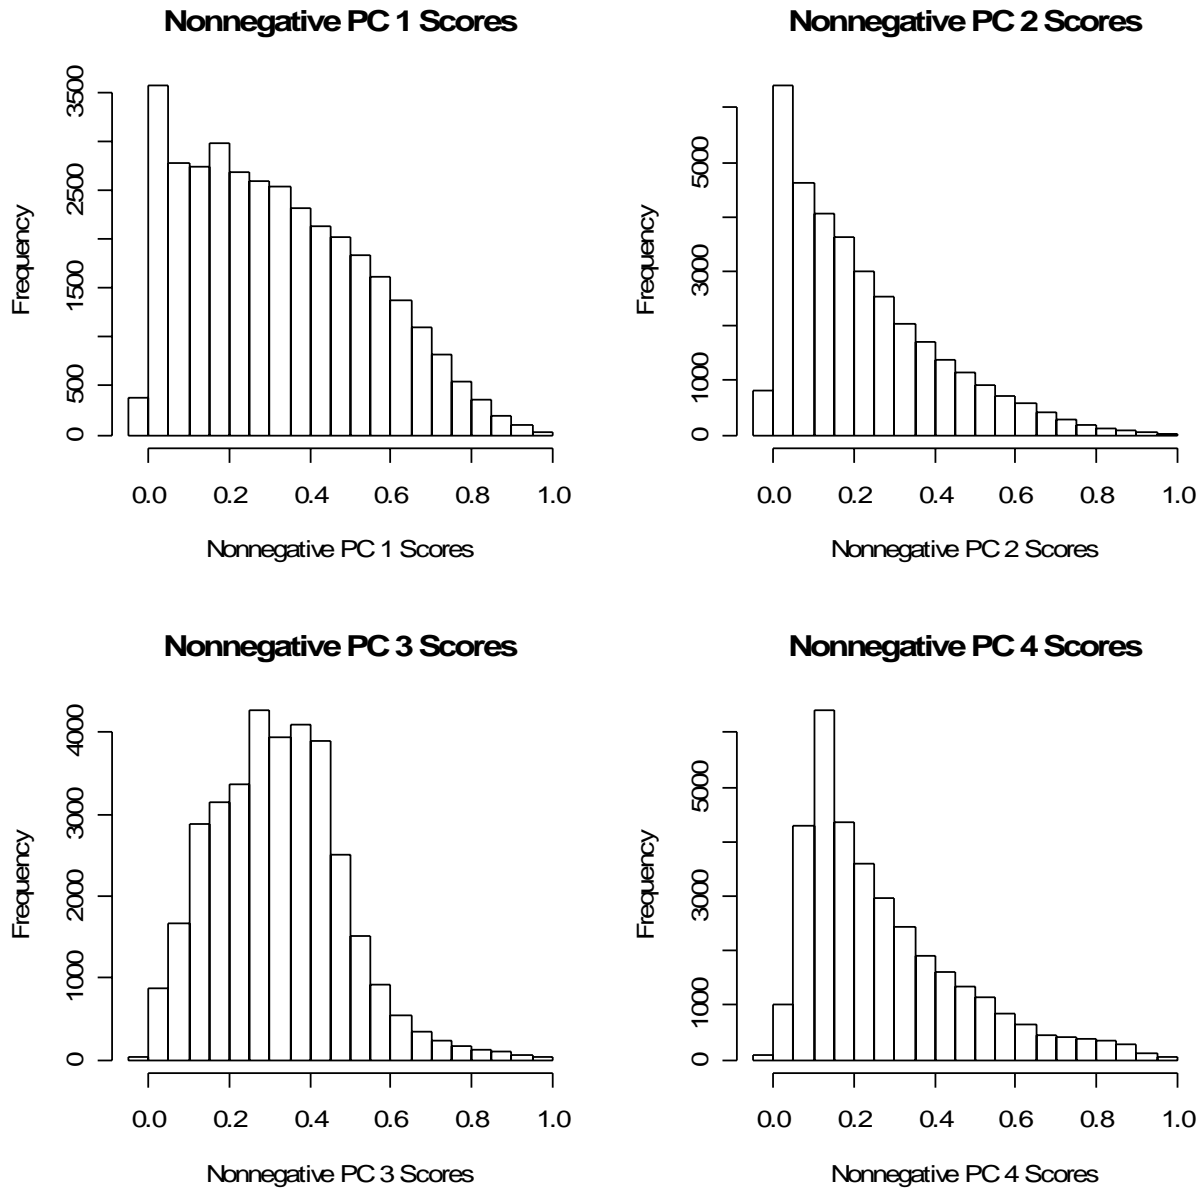 Nonnegative PC 1 Scores
Frequency
3500
2500
1500
500
0
0.0 0.2 0.4 0.6 0.8 1.0
Nonnegative PC 1 Scores
Nonnegative PC 2 Scores
Frequency
5000
3000
1000
0
0.0 0.2 0.4 0.6 0.8 1.0
Nonnegative PC 2 Scores
Nonnegative PC 3 Scores
Frequency
4000
3000
2000
1000
0
0.0 0.2 0.4 0.6 0.8 1.0
Nonnegative PC 3 Scores
Nonnegative PC 4 Scores
Frequency
5000
3000
1000
0
0.0 0.2 0.4 0.6 0.8 1.0
Nonnegative PC 4 Scores